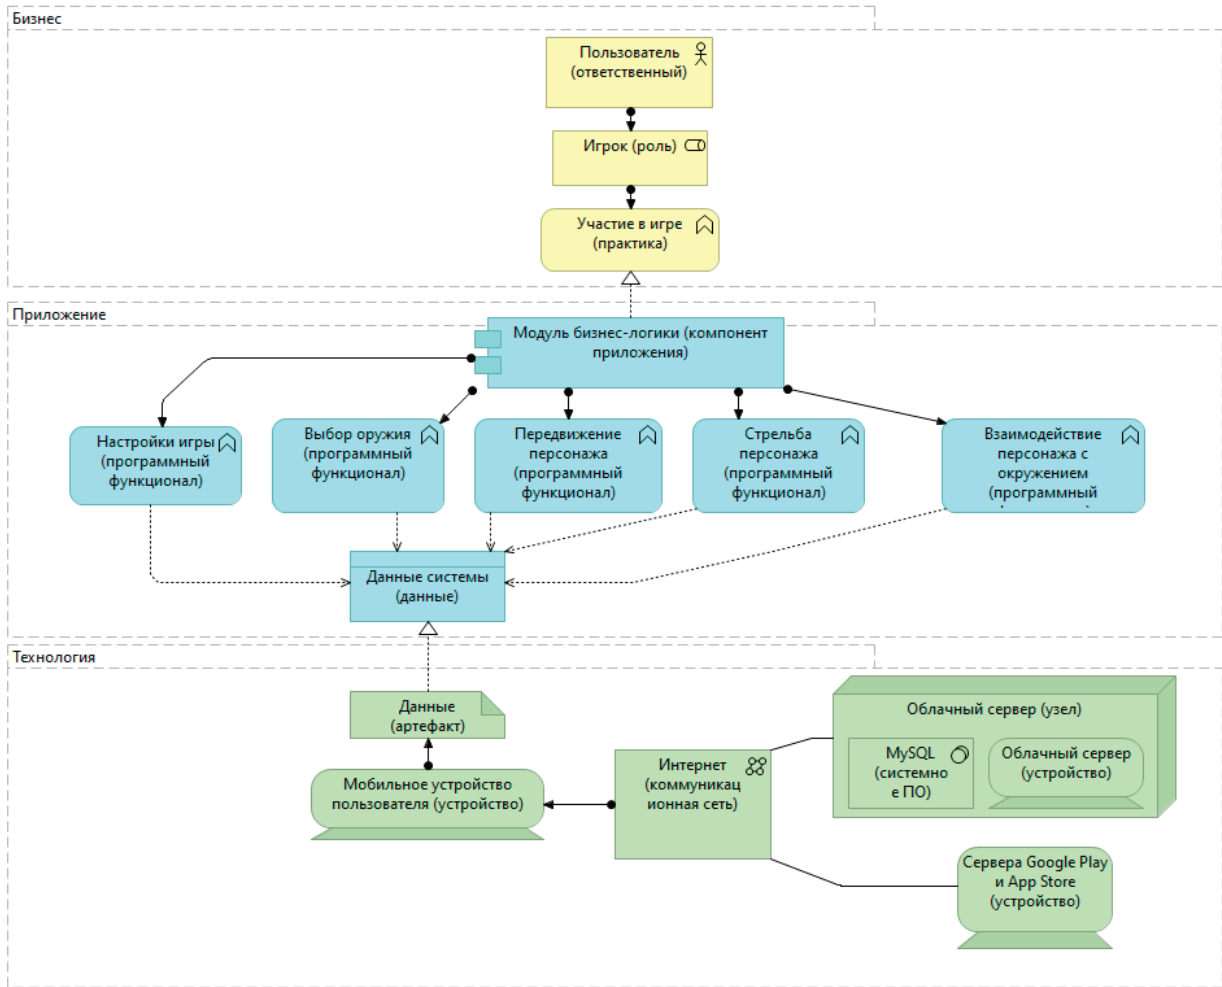 Бизнес
Пользователь
(ответственный)
Игрок (роль)
Участие в игре
(практика)
Приложение
Модуль бизнес-логики (компонент
приложения)
Настройки игры
(программный
функционал)
Выбор оружия
(программный
функционал)
Передвижение
персонажа
(программный
функционал)
Стрельба
персонажа
(программный
функционал)
Взаимодействие
персонажа с
окружением
(программный
Данные системы
(данные)
Технология
Данные
(артефакт)
Мобильное устройство
пользователя (устройство)
Интернет
(коммуникац
ионная сеть)
Облачный сервер (узел)
MySQL
(системно
е ПО)
Облачный сервер
(устройство)
Сервера Google Play
и App Store
(устройство)